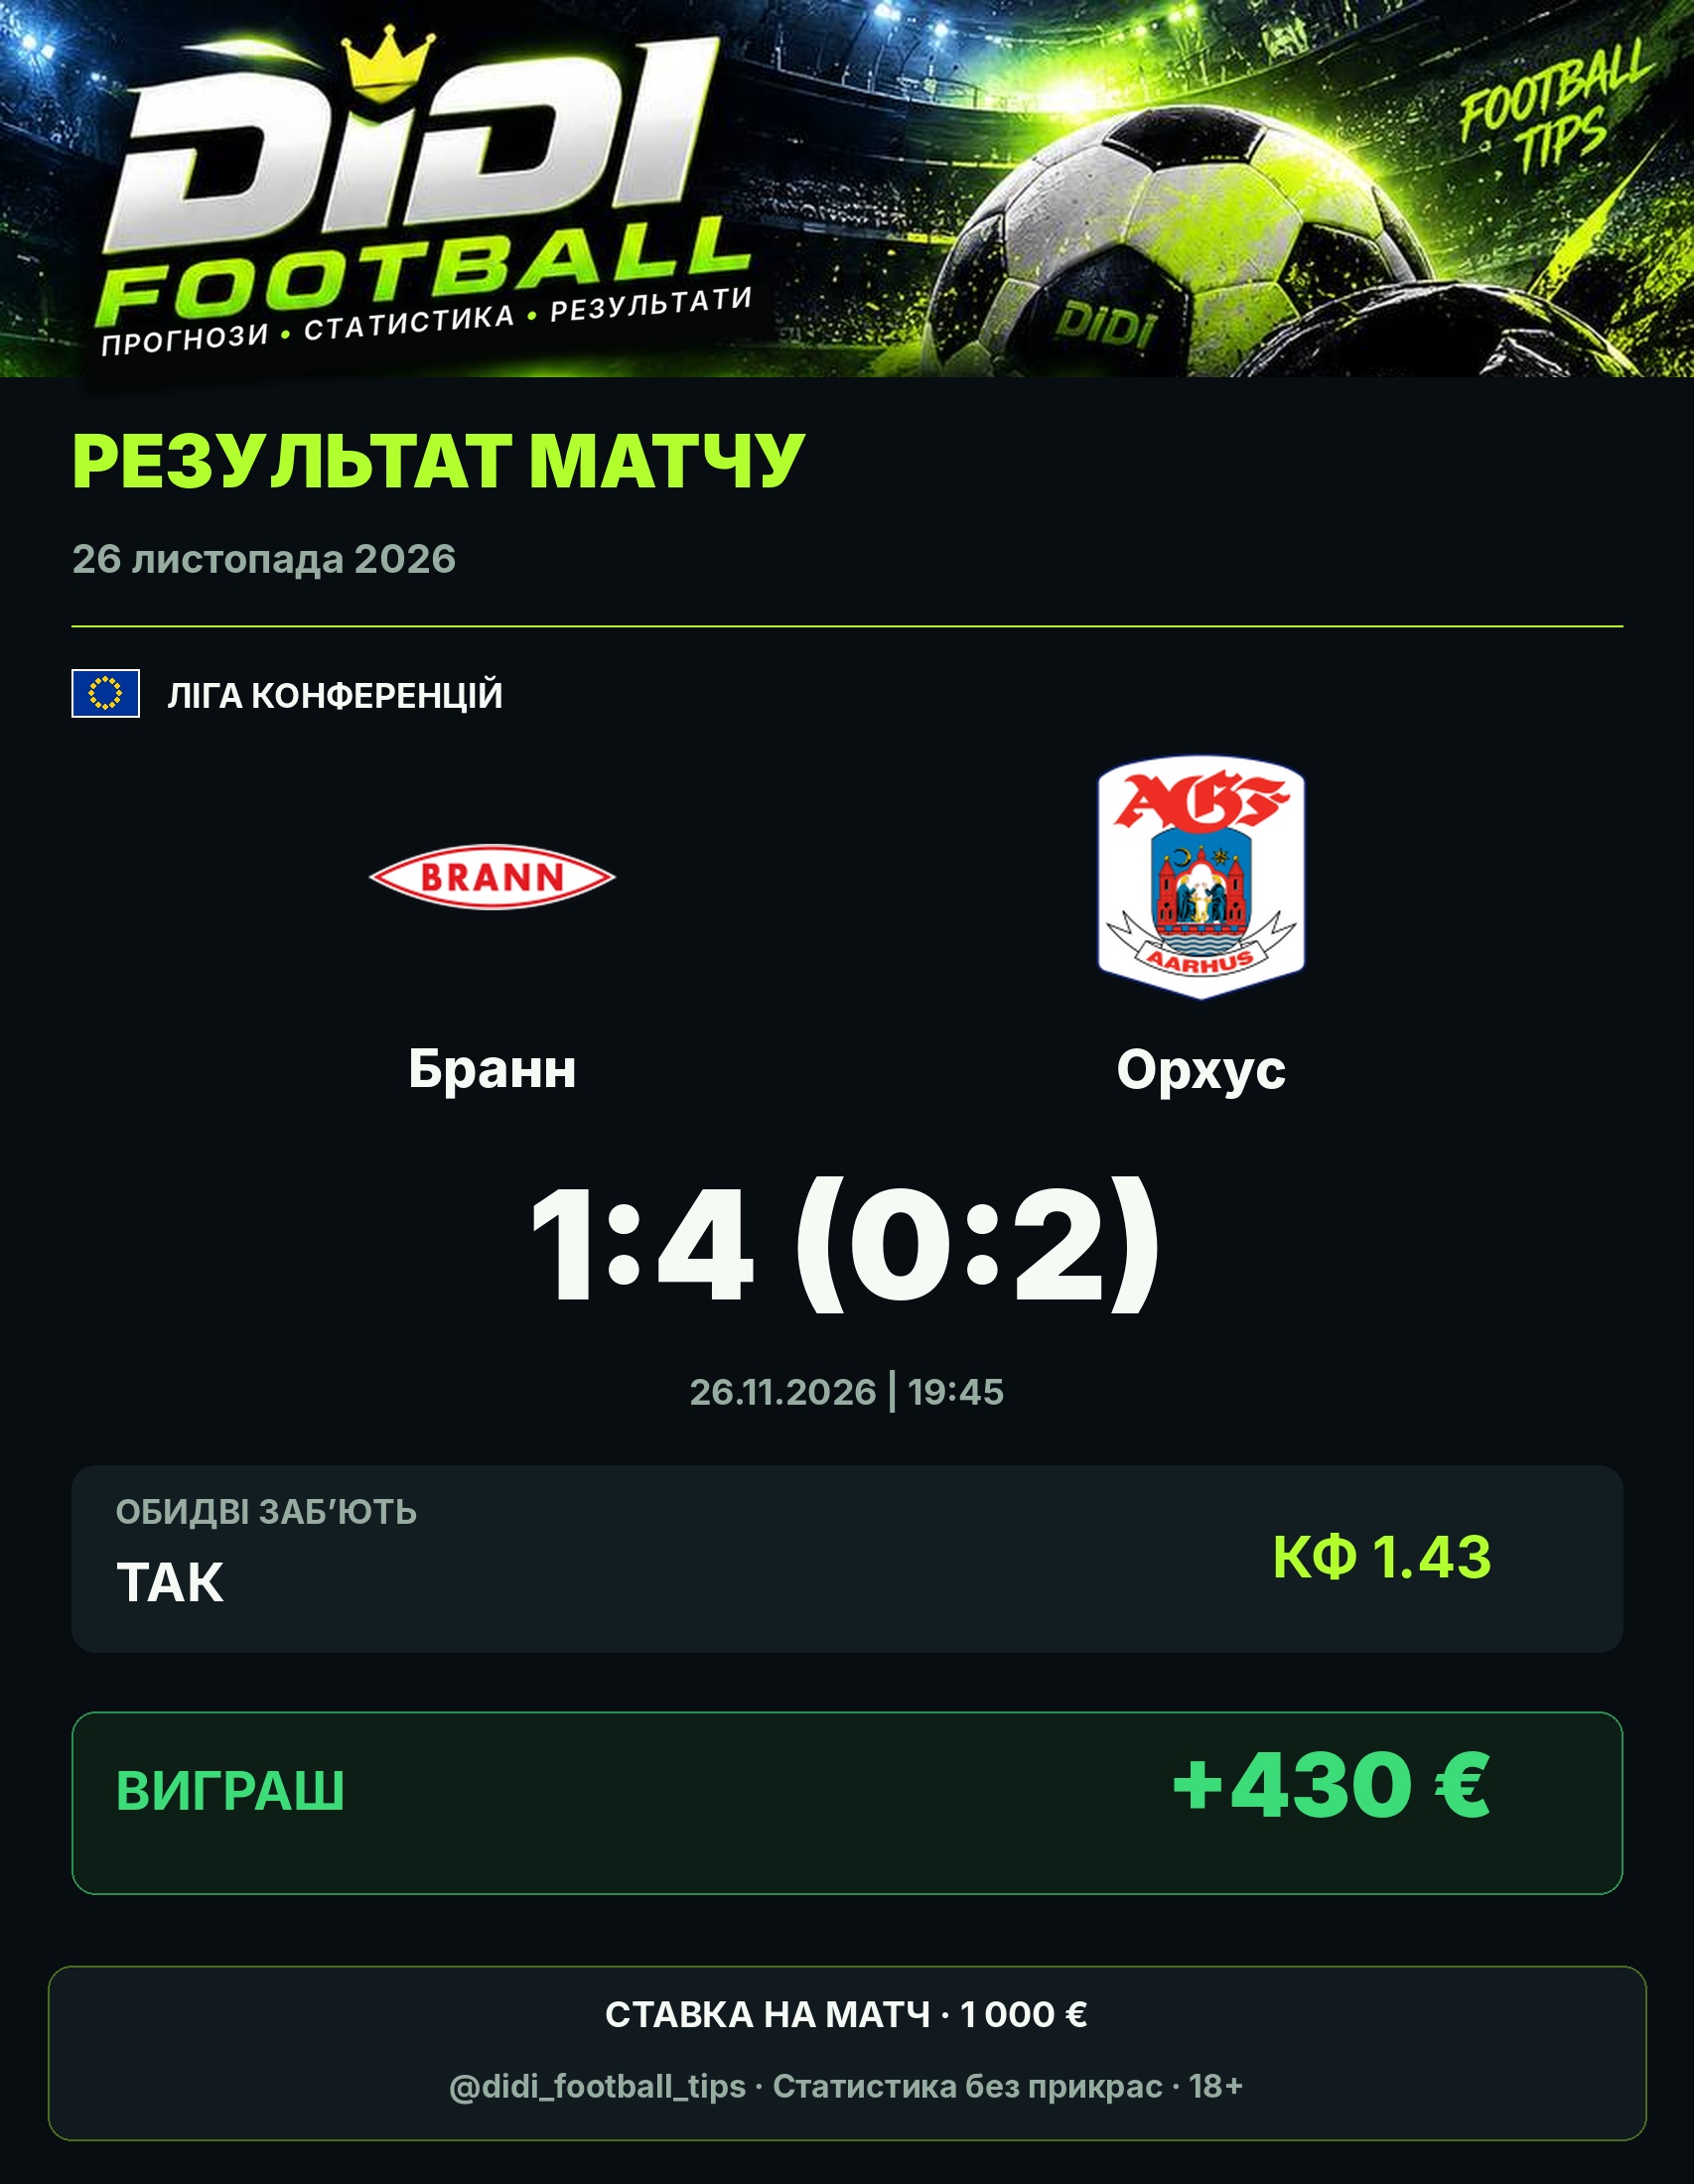 DiDI
FOOTBALL
ПРОГНОЗИ • СТАТИСТИКА • РЕЗУЛЬТАТИ
FOOTBALL
TIPS
DIDI
РЕЗУЛЬТАТ МАТЧУ
26 листопада 2026
ЛІГА КОНФЕРЕНЦІЙ
BRANN
AGF
AARHUS
Бранн
Орхус
1:4 (0:2)
26.11.2026 | 19:45
ОБИДВІ ЗАБ’ЮТЬ
ТАК
КФ 1.43
ВИГРАШ
+430 €
СТАВКА НА МАТЧ · 1 000 €
@didi_football_tips · Статистика без прикрас · 18+